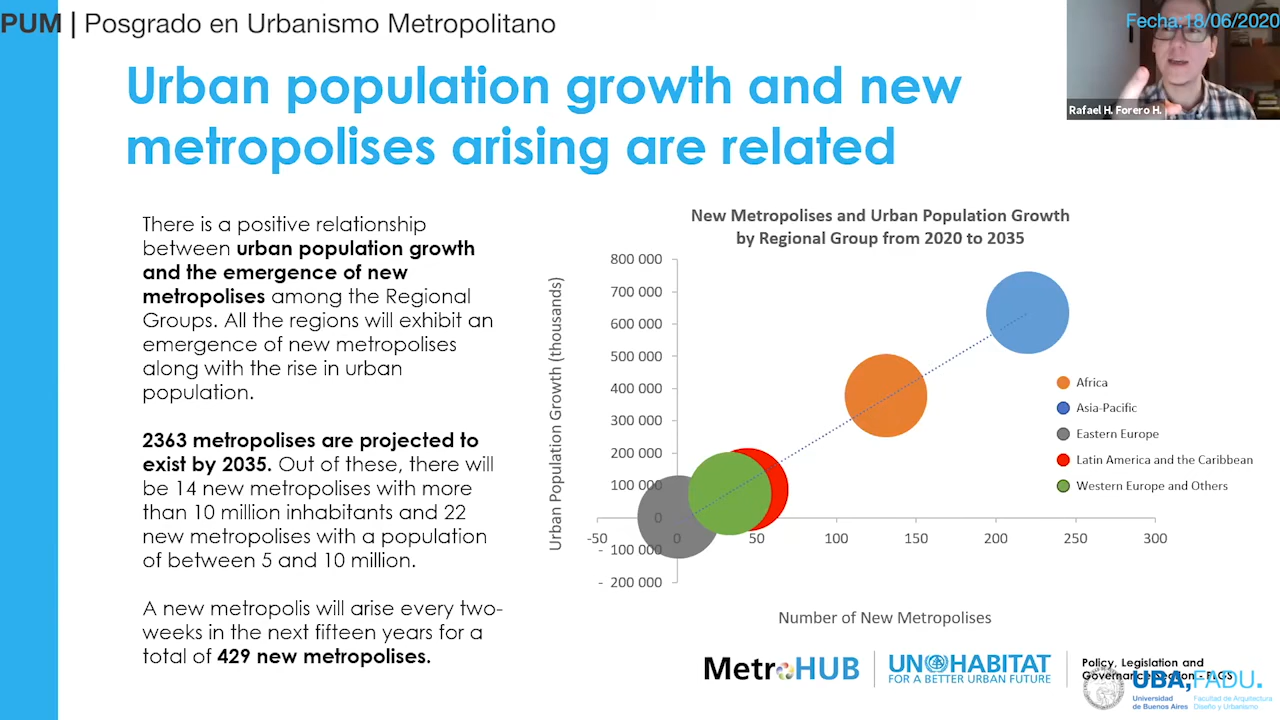 PUM | Posgrado en Urbanismo Metropolitano
Fecha:18/06/2020
Rafael H. Forero H.
Urban population growth and new
metropolises arising are related
There is a positive relationship
between urban population growth
and the emergence of new
metropolises among the Regional
Groups. All the regions will exhibit an
emergence of new metropolises
along with the rise in urban
population.
2363 metropolises are projected to
exist by 2035. Out of these, there will
be 14 new metropolises with more
than 10 million inhabitants and 22
new metropolises with a population
of between 5 and 10 million.
A new metropolis will arise every two-
weeks in the next fifteen years for a
total of 429 new metropolises.
New Metropolises and Urban Population Growth
by Regional Group from 2020 to 2035
Urban Population Growth (thousands)
800 000
700 000
600 000
500 000
400 000
300 000
200 000
100 000
0
- 100 000
- 200 000
-50 0 50 100 150 200 250 300
Number of New Metropolises
Africa
Asia-Pacific
Eastern Europe
Latin America and the Caribbean
Western Europe and Others
MetroHUB
UN HABITAT
FOR A BETTER URBAN FUTURE
Policy, Legislation and
Governance Section - PLGS
UBA, FADU.
Universidad Facultad de Arquitectura
de Buenos Aires Diseño y Urbanismo